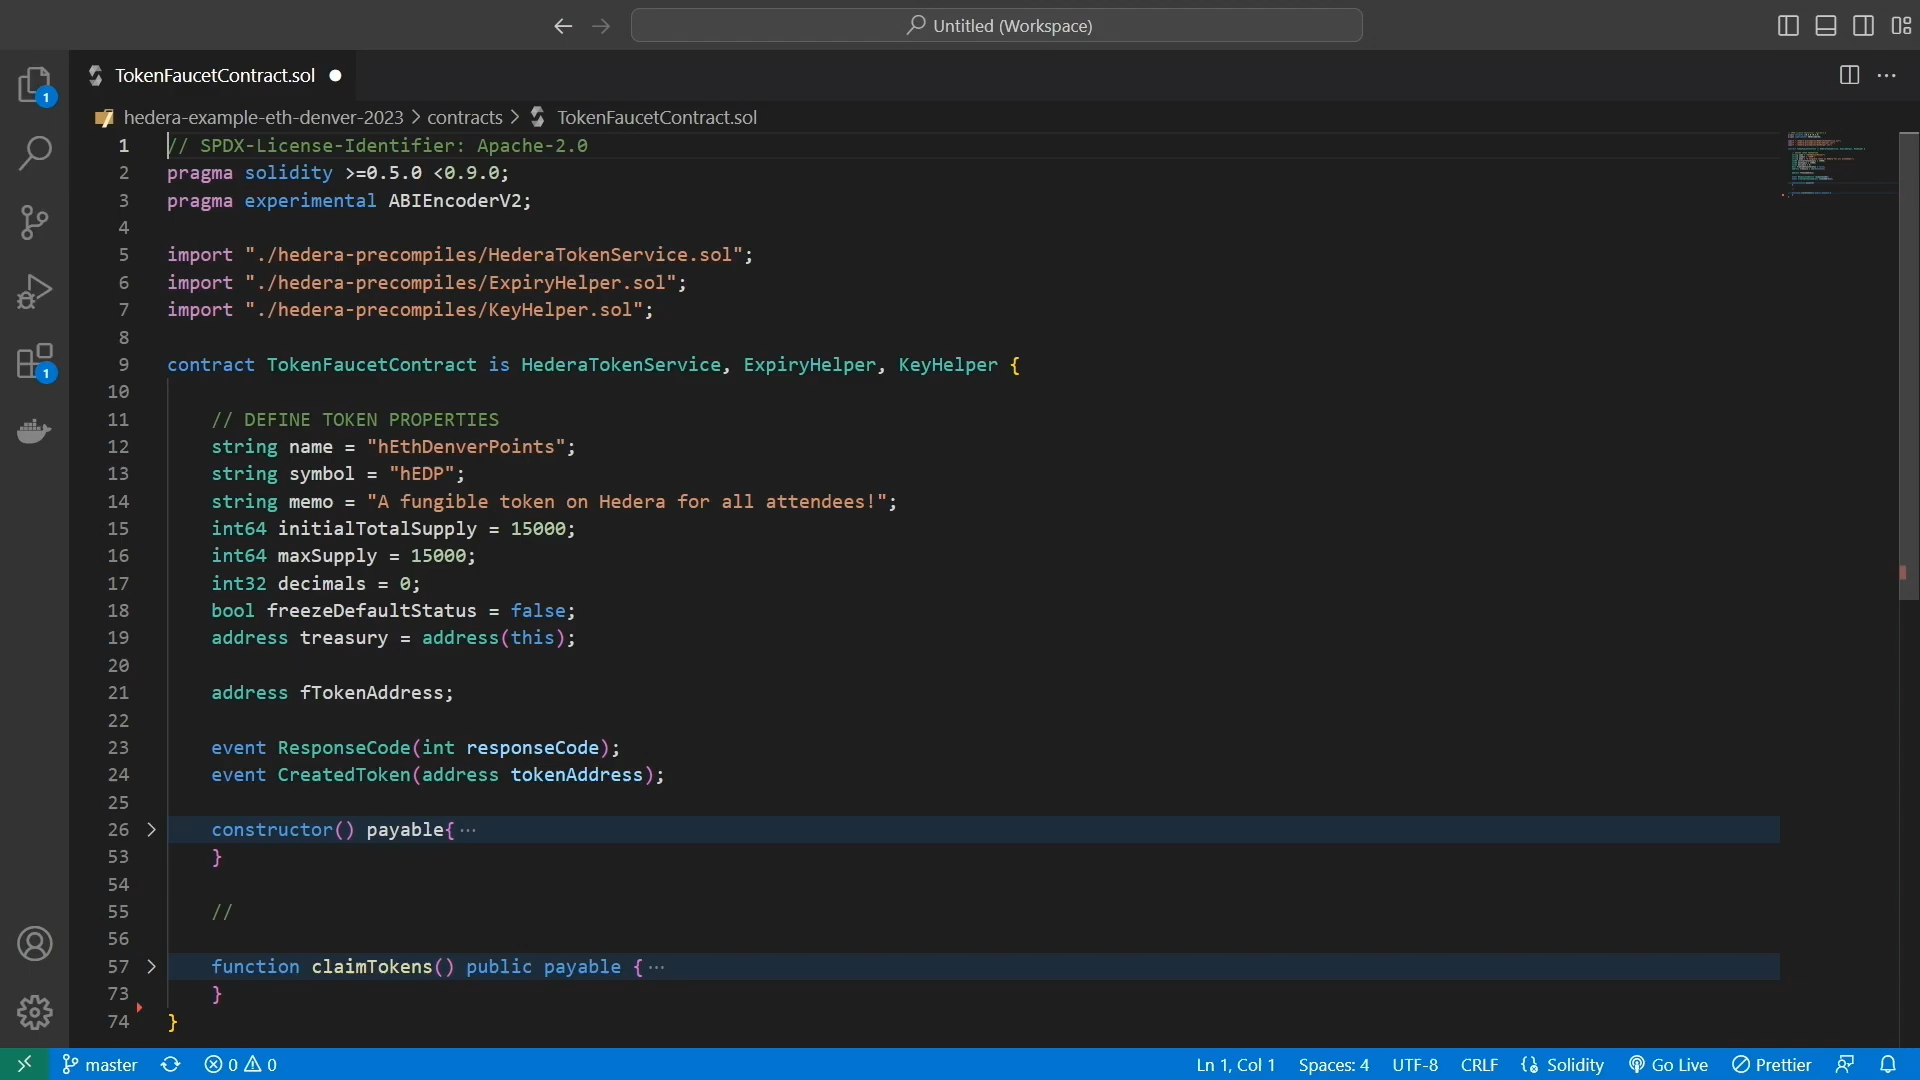 Untitled (Workspace)
TokenFaucetContract.sol
hedera-example-eth-denver-2023 > contracts > TokenFaucetContract.sol
1 // SPDX-License-Identifier: Apache-2.0
2 pragma solidity >=0.5.0 <0.9.0;
3 pragma experimental ABIEncoderV2;
4
5 import "./hedera-precompiles/HederaTokenService.sol";
6 import "./hedera-precompiles/ExpiryHelper.sol";
7 import "./hedera-precompiles/KeyHelper.sol";
8
9 contract TokenFaucetContract is HederaTokenService, ExpiryHelper, KeyHelper {
10
11     // DEFINE TOKEN PROPERTIES
12     string name = "hEthDenverPoints";
13     string symbol = "hEDP";
14     string memo = "A fungible token on Hedera for all attendees!";
15     int64 initialTotalSupply = 15000;
16     int64 maxSupply = 15000;
17     int32 decimals = 0;
18     bool freezeDefaultStatus = false;
19     address treasury = address(this);
20
21     address fTokenAddress;
22
23     event ResponseCode(int responseCode);
24     event CreatedToken(address tokenAddress);
25
26 >     constructor() payable{ ···
53     }
54
55     //
56
57 >     function claimTokens() public payable { ···
73     }
74 }
1
1
master 0 0 Ln 1, Col 1 Spaces: 4 UTF-8 CRLF Solidity Go Live Prettier